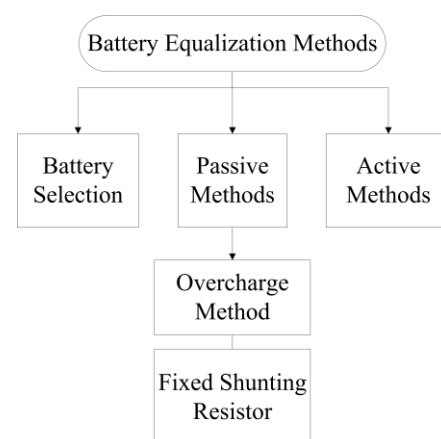 Battery Equalization Methods
Battery
Selection
Passive
Methods
Active
Methods
Overcharge
Method
Fixed Shunting
Resistor